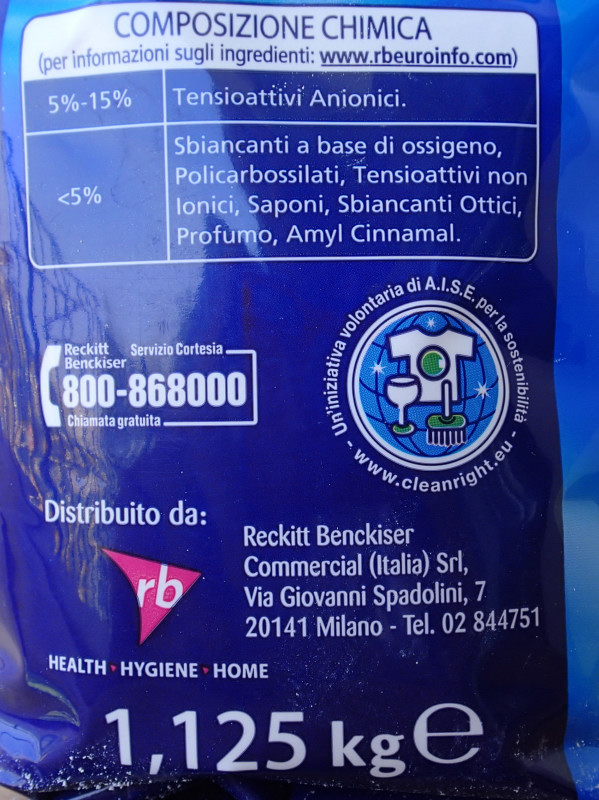 COMPOSIZIONE CHIMICA
(per informazioni sugli ingredienti: www.rbeuroinfo.com)
5%-15% Tensioattivi Anionici.
<5%
Sbiancanti a base di ossigeno,
Policarbossilati, Tensioattivi non
Ionici, Saponi, Sbiancanti Ottici,
Profumo, Amyl Cinnamal.
Un'iniziativa volontaria di A.I.S.E. per la sostenibilità
- www.cleanright.eu -
Reckitt
Benckiser
Servizio Cortesia
800-868000
Chiamata gratuita
Distribuito da:
rb
HEALTH • HYGIENE • HOME
Reckitt Benckiser
Commercial (Italia) Srl,
Via Giovanni Spadolini, 7
20141 Milano - Tel. 02 844751
1,125 kg ℮